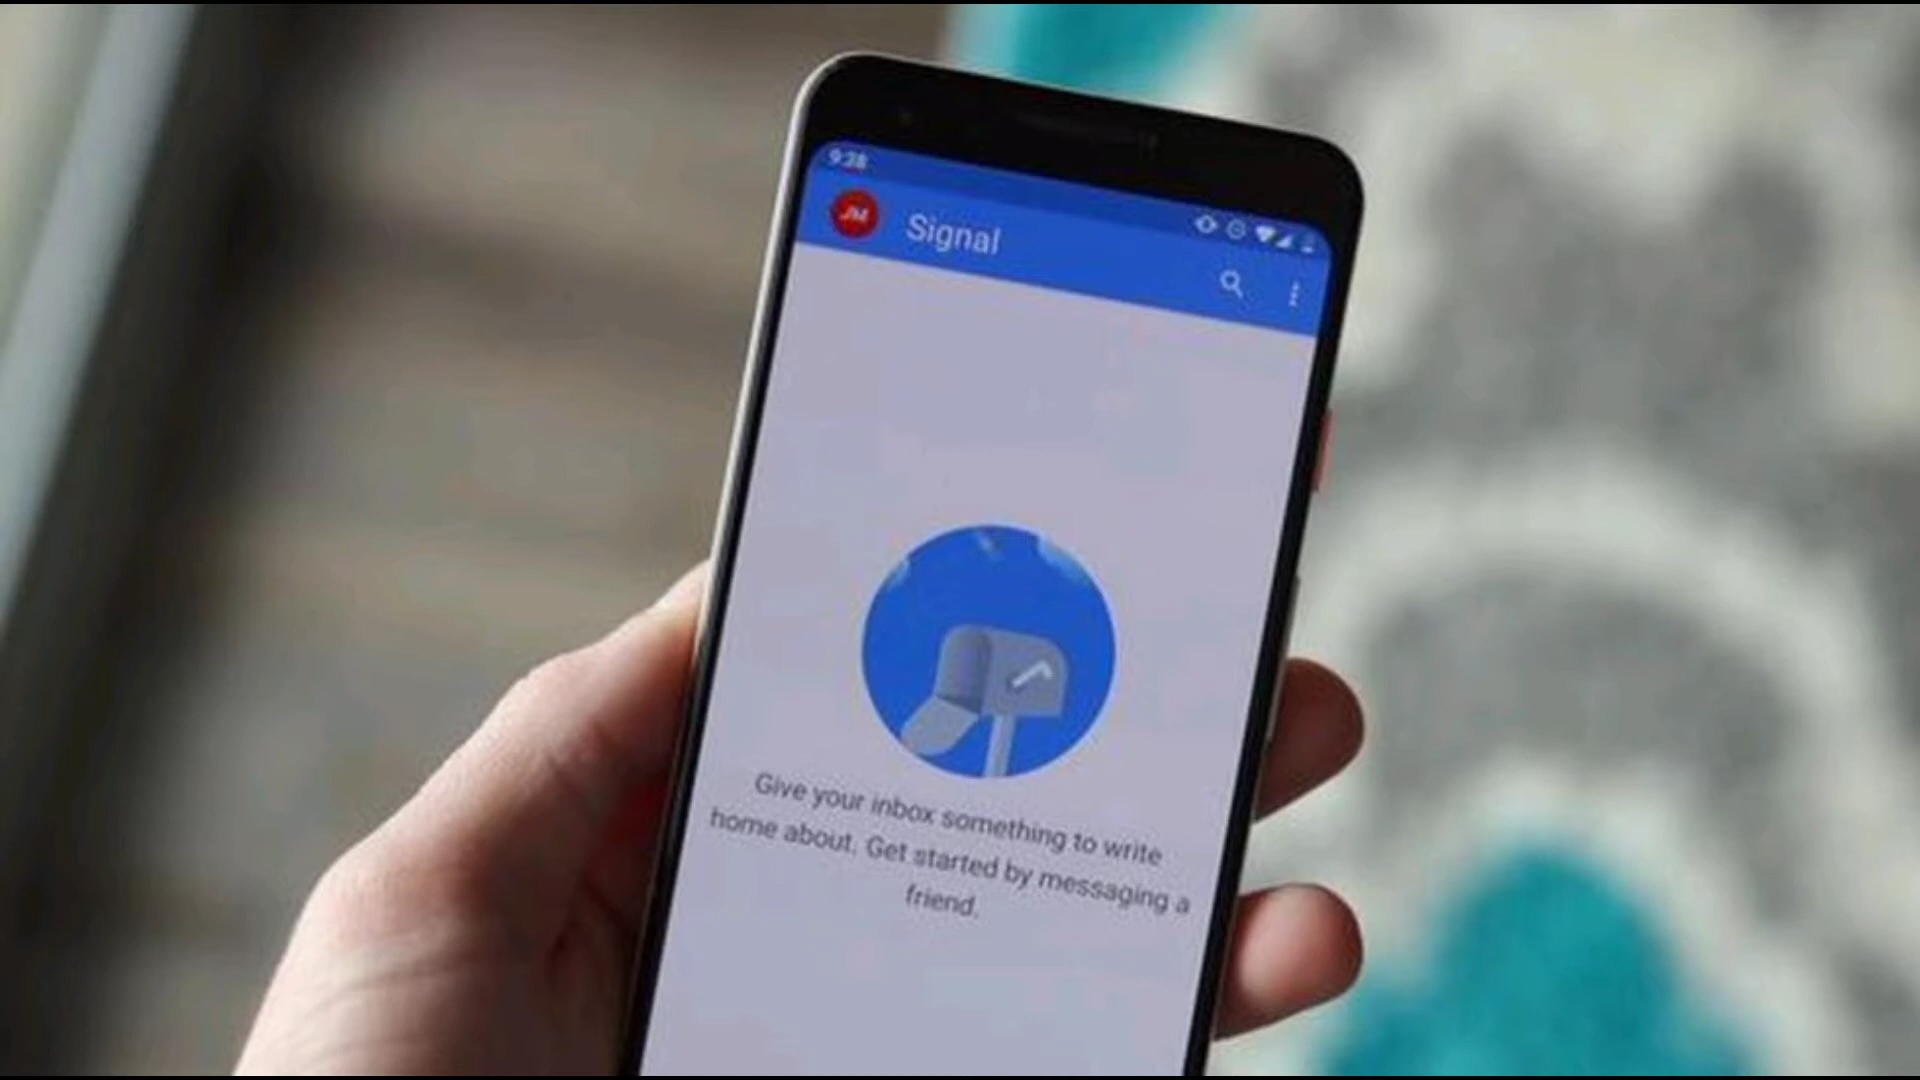 9:28
JM
Signal
Give your inbox something to write
home about. Get started by messaging a
friend.